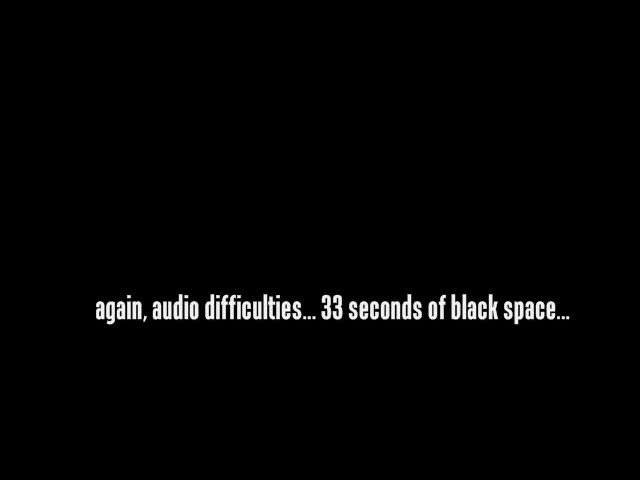 again, audio difficulties... 33 seconds of black space...